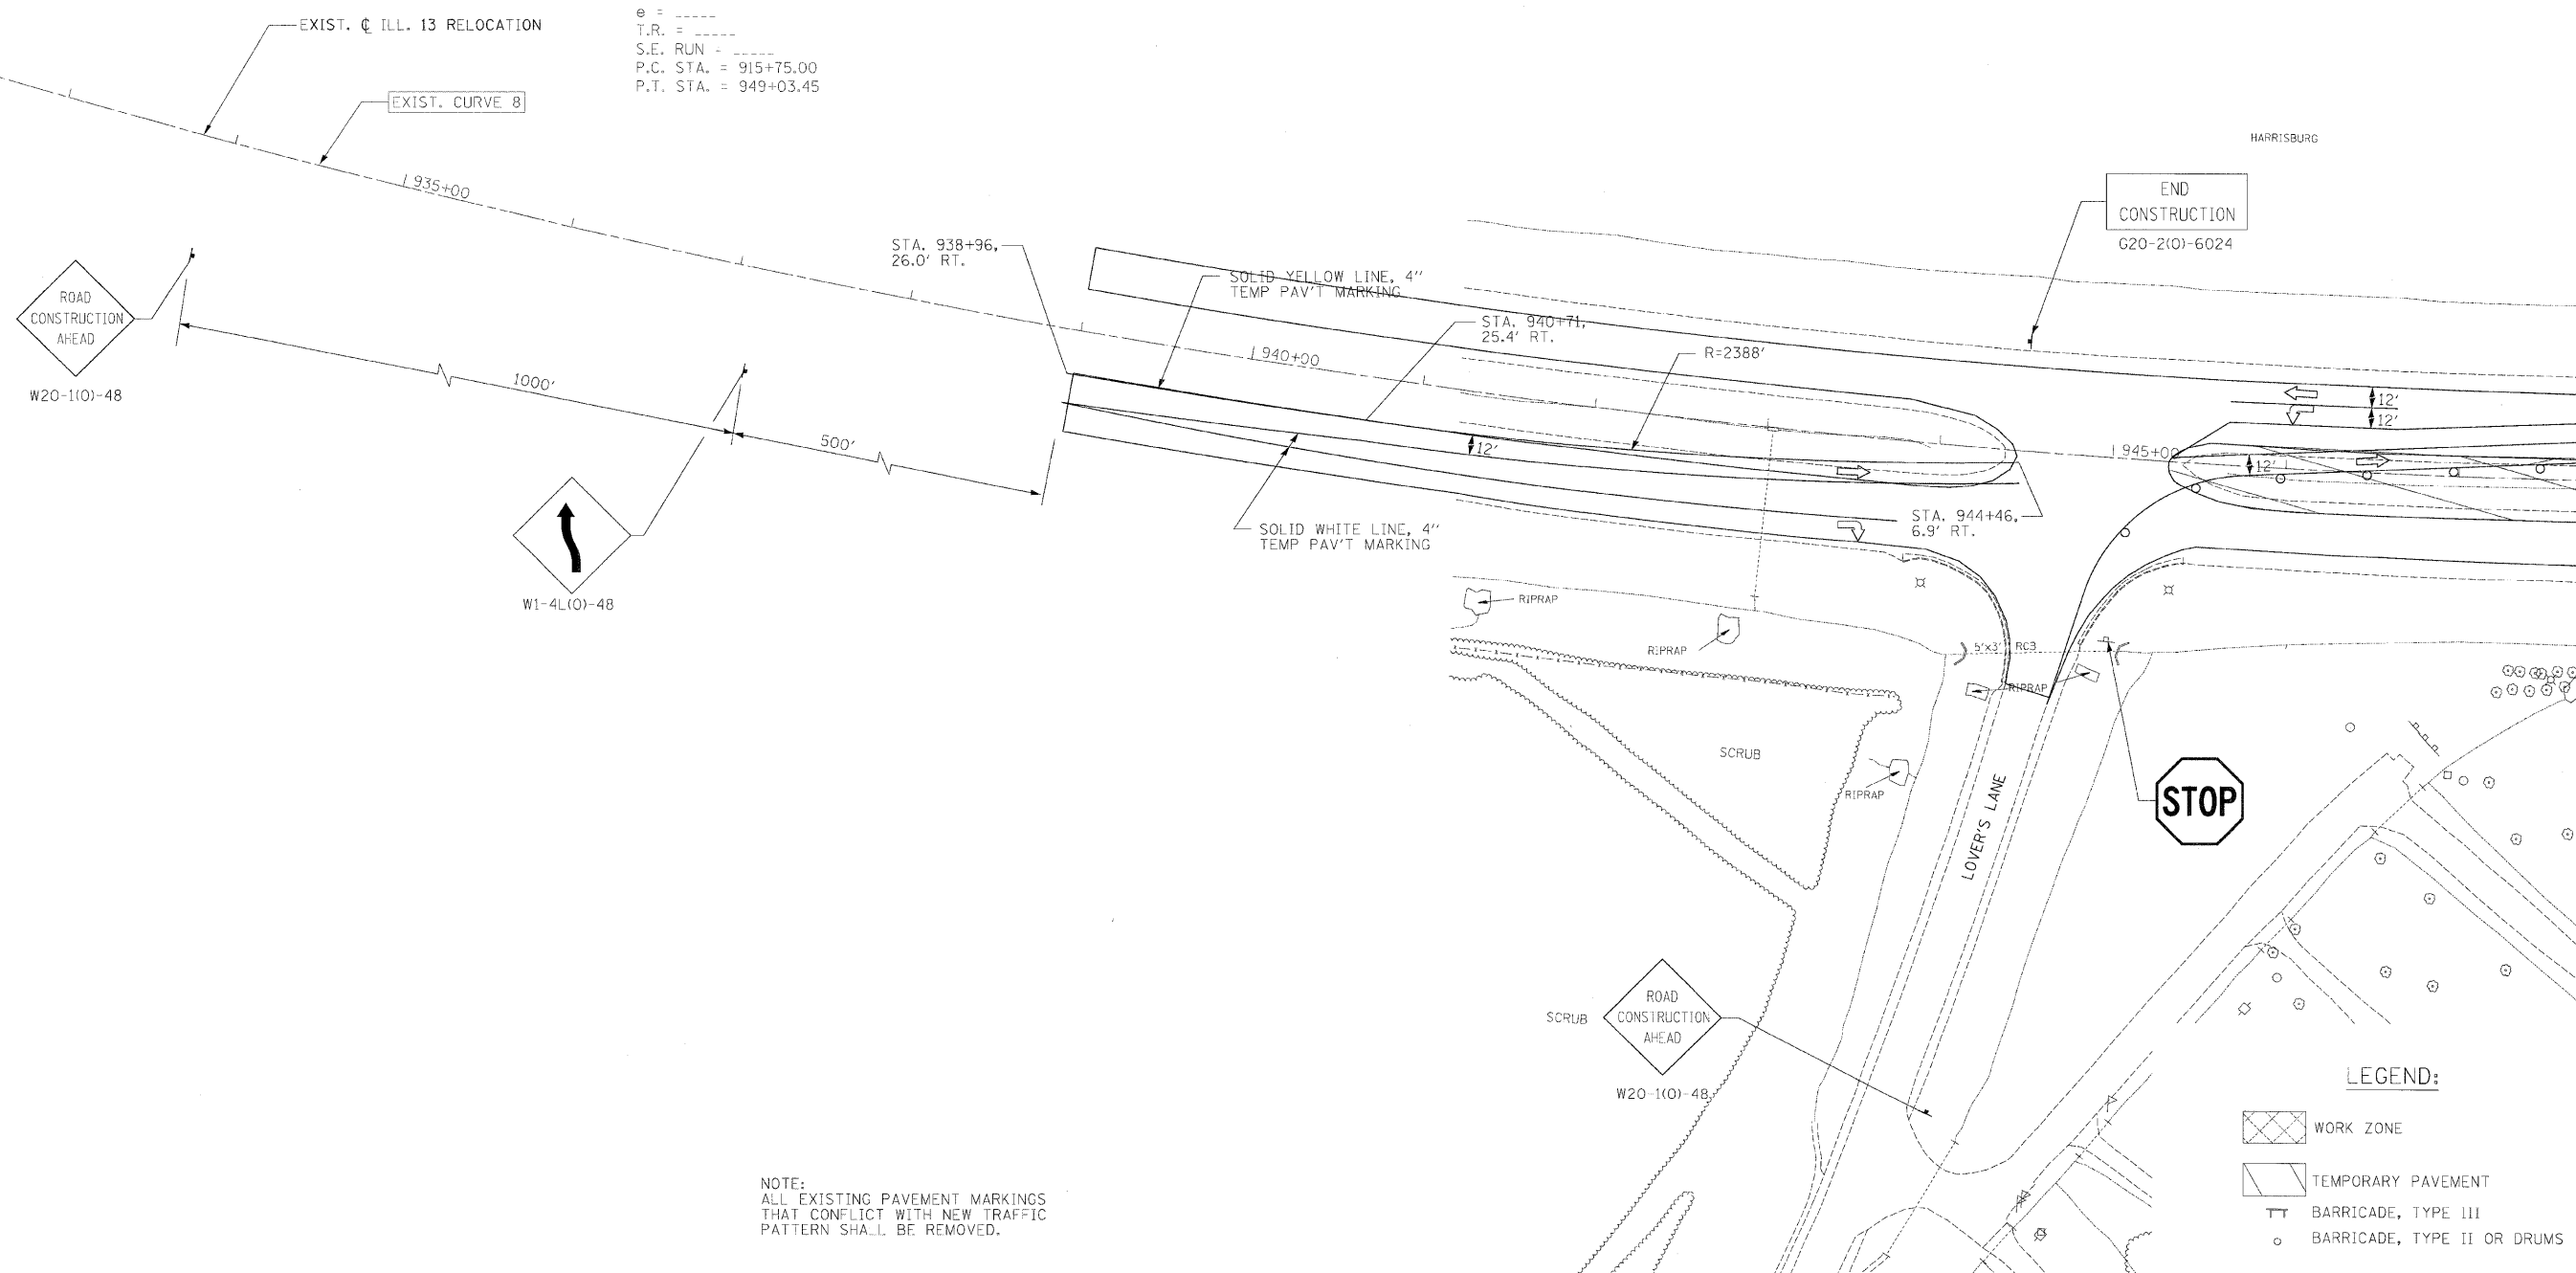 EXIST. ℄ ILL. 13 RELOCATION
e = _____
T.R. = _____
S.E. RUN = _____
P.C. STA. = 915+75.00
P.T. STA. = 949+03.45
EXIST. CURVE 8
935+00
HARRISBURG
END
CONSTRUCTION
G20-2(O)-6024
ROAD
CONSTRUCTION
AHEAD
W20-1(O)-48
1000'
500'
W1-4L(O)-48
STA. 938+96,
26.0' RT.
SOLID YELLOW LINE, 4"
TEMP PAV'T MARKING
STA. 940+71,
25.4' RT.
R=2388'
940+00
12'
12'
12'
12'
945+00
STA. 944+46,
6.9' RT.
SOLID WHITE LINE, 4"
TEMP PAV'T MARKING
RIPRAP
RIPRAP
5'x3' RC3
RIPRAP
SCRUB
RIPRAP
LOVER'S LANE
STOP
SCRUB
ROAD
CONSTRUCTION
AHEAD
W20-1(O)-48
NOTE:
ALL EXISTING PAVEMENT MARKINGS
THAT CONFLICT WITH NEW TRAFFIC
PATTERN SHALL BE REMOVED.
LEGEND:
WORK ZONE
TEMPORARY PAVEMENT
BARRICADE, TYPE III
BARRICADE, TYPE II OR DRUMS